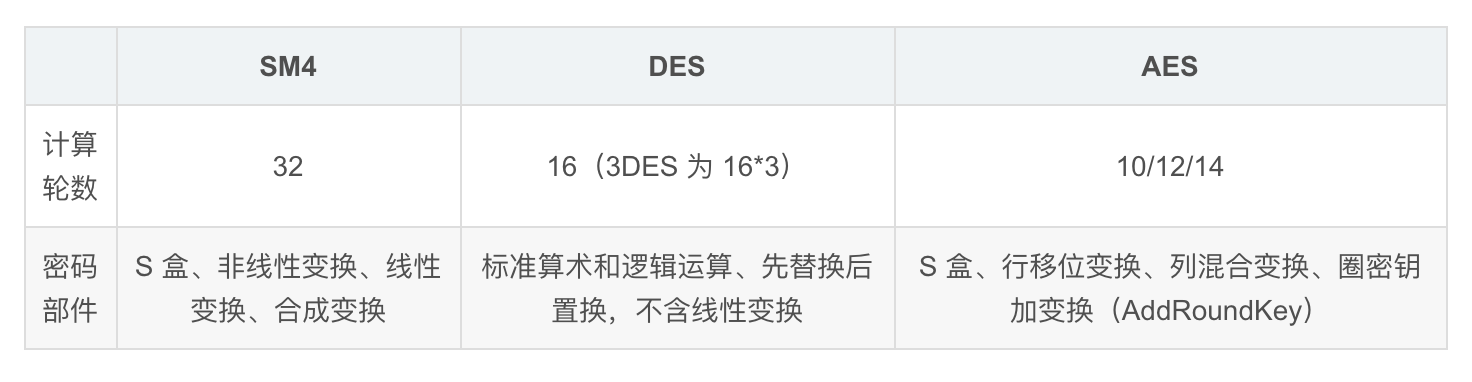 SM4 DES AES
计算
轮数
32 16（3DES 为 16*3） 10/12/14
密码
部件
S 盒、非线性变换、线性
变换、合成变换
标准算术和逻辑运算、先替换后
置换，不含线性变换
S 盒、行移位变换、列混合变换、圈密钥
加变换（AddRoundKey）